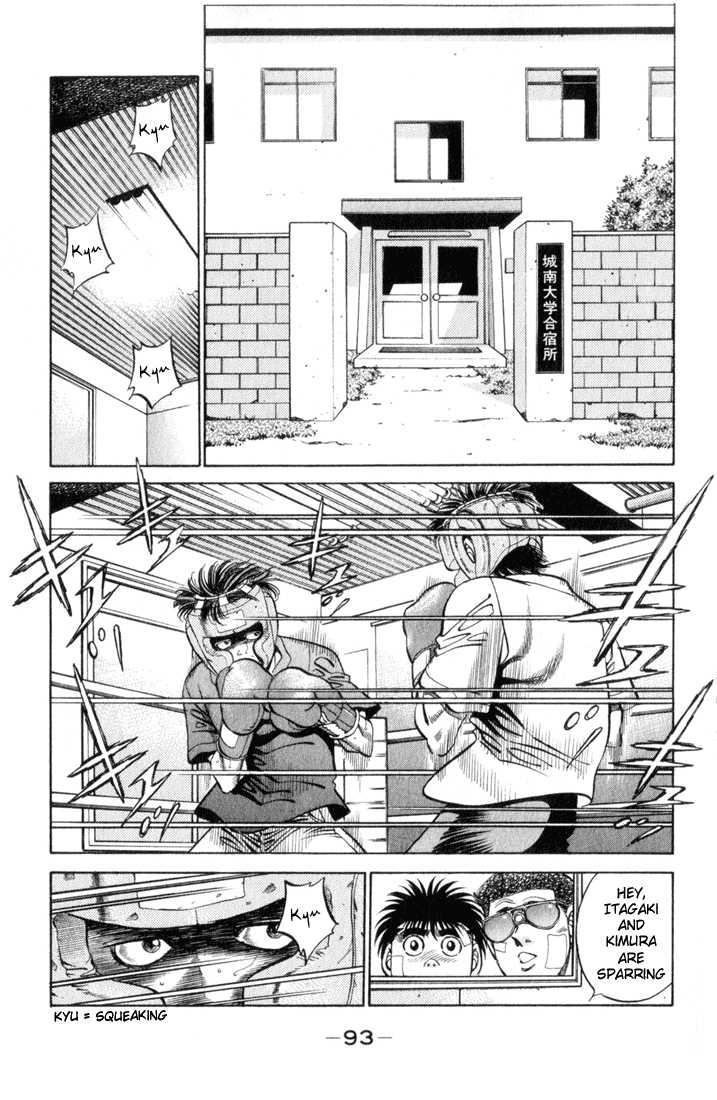 城南大学合宿所
Kyu
Kyu
Kyu
Kyu
HEY,
ITAGAKI
AND
KIMURA
ARE
SPARRING
KYU = SQUEAKING
-93-